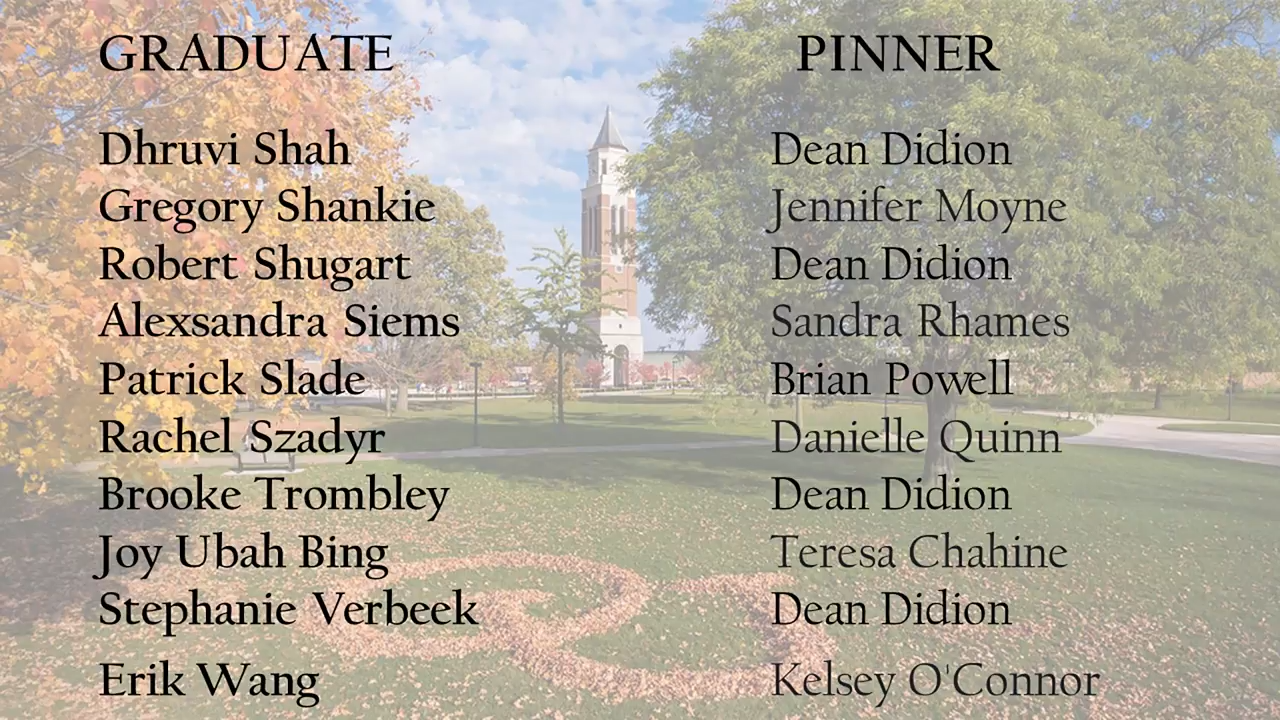 GRADUATE PINNER
Dhruvi Shah Dean Didion
Gregory Shankie Jennifer Moyne
Robert Shugart Dean Didion
Alexsandra Siems Sandra Rhames
Patrick Slade Brian Powell
Rachel Szadyr Danielle Quinn
Brooke Trombley Dean Didion
Joy Ubah Bing Teresa Chahine
Stephanie Verbeek Dean Didion
Erik Wang Kelsey O'Connor